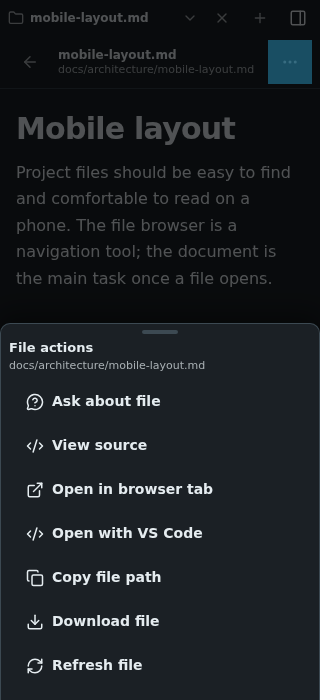 mobile-layout.md
mobile-layout.md
docs/architecture/mobile-layout.md
Mobile layout
Project files should be easy to find
and comfortable to read on a
phone. The file browser is a
navigation tool; the document is
the main task once a file opens.
File actions
docs/architecture/mobile-layout.md
Ask about file
View source
Open in browser tab
Open with VS Code
Copy file path
Download file
Refresh file